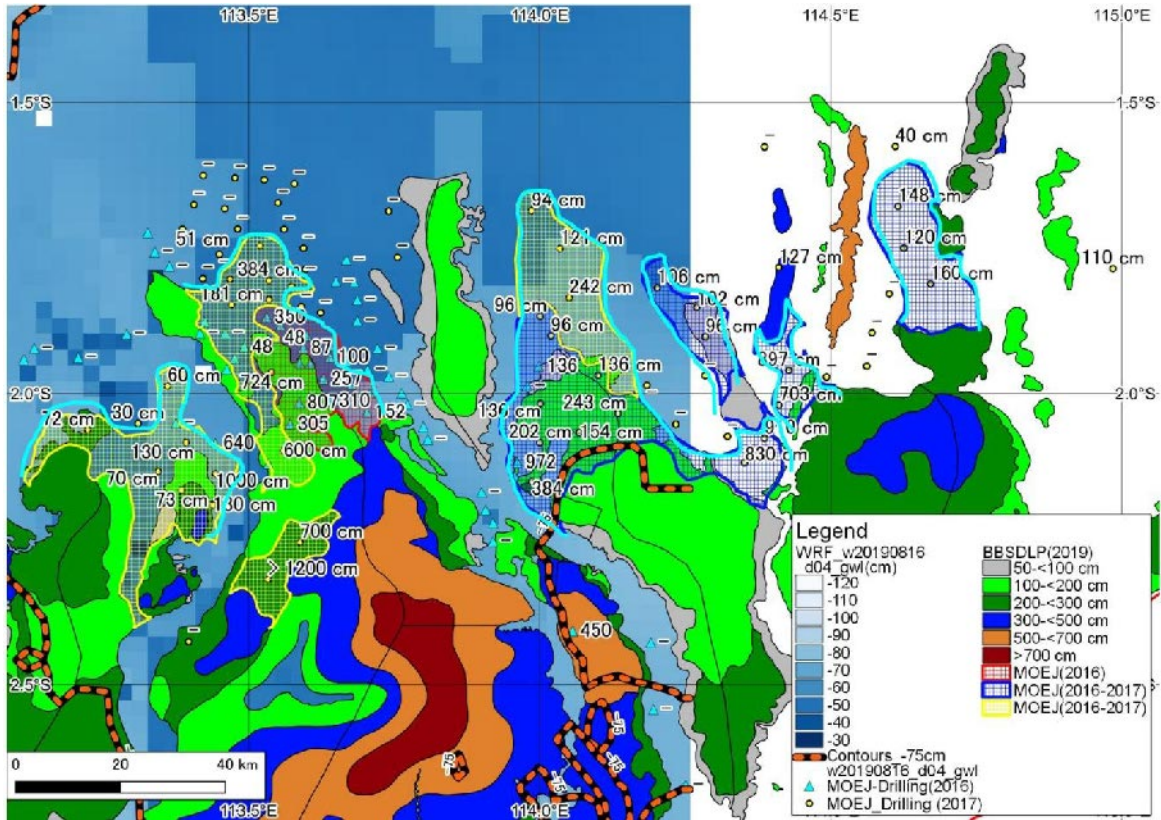 113.5°E
114.0°E
114.5°E
115.0°E
1.5°S
1.5°S
40 cm
94 cm
148 cm
51 cm
121 cm
120 cm
384 cm
127 cm
110 cm
181 cm
242 cm
106 cm
160 cm
350
96 cm
102 cm
48
48
87
100
96 cm
96 cm
297 cm
60 cm
724 cm
257
136
136 cm
2.0°S
2.0°S
703 cm
72 cm
30 cm
807
310
152
136 cm
243 cm
305
202 cm
154 cm
130 cm
640
600 cm
972
830 cm
70 cm
73 cm
1000 cm
130 cm
384 cm
700 cm
-75
1200 cm
450
2.5°S
-75
-75
-75
-75
0 20 40 km
113.5°E
114.0°E
Legend
WRF_w20190816
d04_gwl(cm)
-120
-110
-100
-90
-80
-70
-60
-50
-40
-30
Contours -75cm
w20190816_d04_gwl
MOEJ-Drilling(2016)
MOEJ_Drilling(2017)
BBSDLP(2019)
50-<100 cm
100-<200 cm
200-<300 cm
300-<500 cm
500-<700 cm
>700 cm
MOEJ(2016)
MOEJ(2016-2017)
MOEJ(2016-2017)